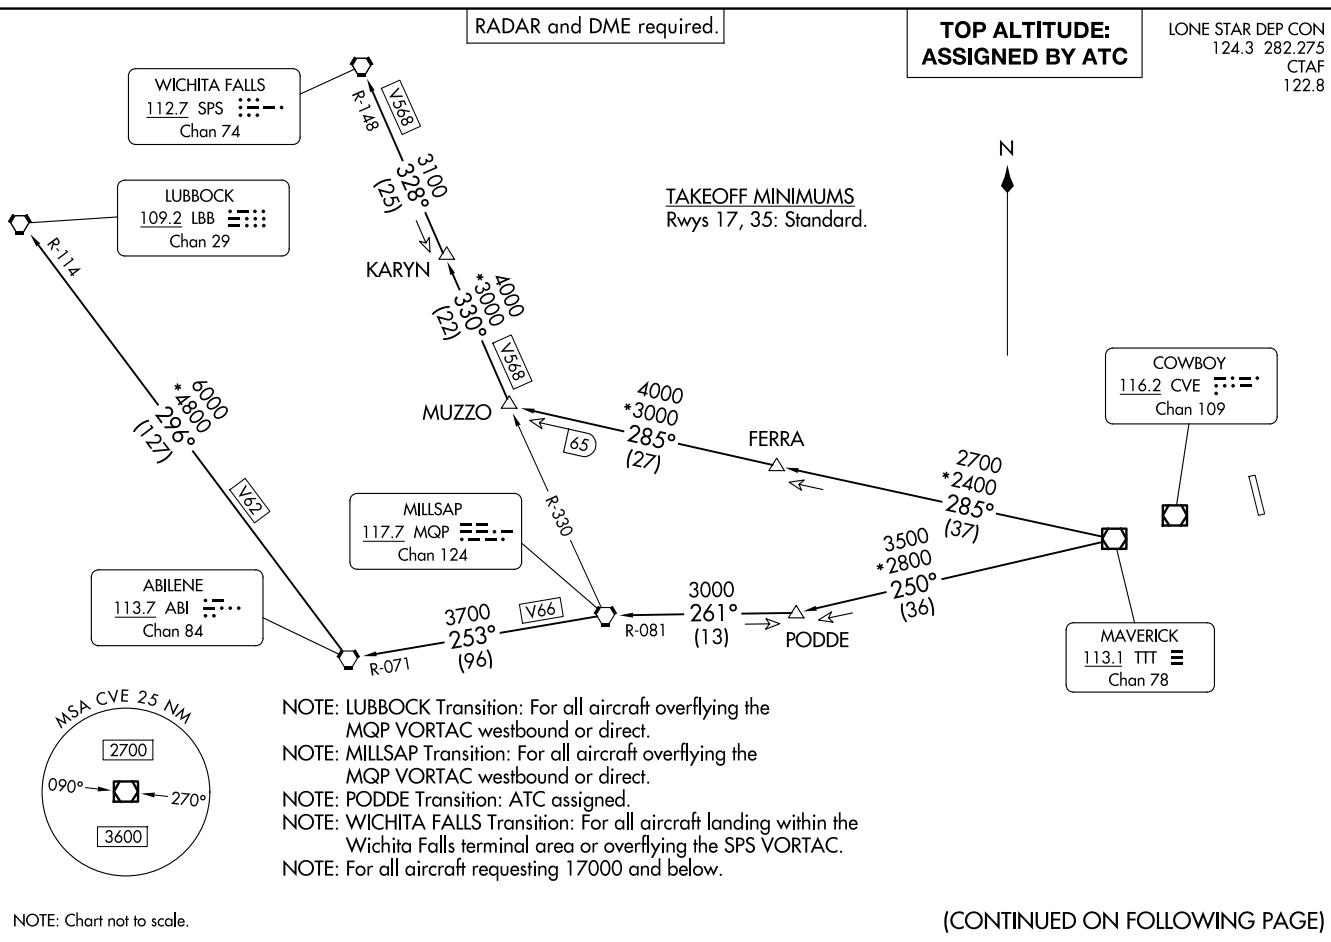 RADAR and DME required.
TOP ALTITUDE:
ASSIGNED BY ATC
LONE STAR DEP CON
124.3 282.275
CTAF
122.8
WICHITA FALLS
112.7 SPS
Chan 74
R-148
V568
3100
328°
(25)
N
TAKEOFF MINIMUMS
Rwys 17, 35: Standard.
LUBBOCK
109.2 LBB
Chan 29
R-114
KARYN
4000
*3000
330°
(22)
V568
COWBOY
116.2 CVE
Chan 109
6000
*4800
296°
(127)
V62
MUZZO
4000
*3000
285°
(27)
65
FERRA
2700
*2400
285°
(37)
MILLSAP
117.7 MQP
Chan 124
R-330
3500
*2800
250°
(36)
ABILENE
113.7 ABI
Chan 84
R-071
3700
253°
(96)
V66
R-081
3000
261°
(13)
PODDE
MAVERICK
113.1 TTT
Chan 78
MSA CVE 25 NM
2700
090°
270°
3600
NOTE: LUBBOCK Transition: For all aircraft overflying the
MQP VORTAC westbound or direct.
NOTE: MILLSAP Transition: For all aircraft overflying the
MQP VORTAC westbound or direct.
NOTE: PODDE Transition: ATC assigned.
NOTE: WICHITA FALLS Transition: For all aircraft landing within the
Wichita Falls terminal area or overflying the SPS VORTAC.
NOTE: For all aircraft requesting 17000 and below.
NOTE: Chart not to scale.
(CONTINUED ON FOLLOWING PAGE)